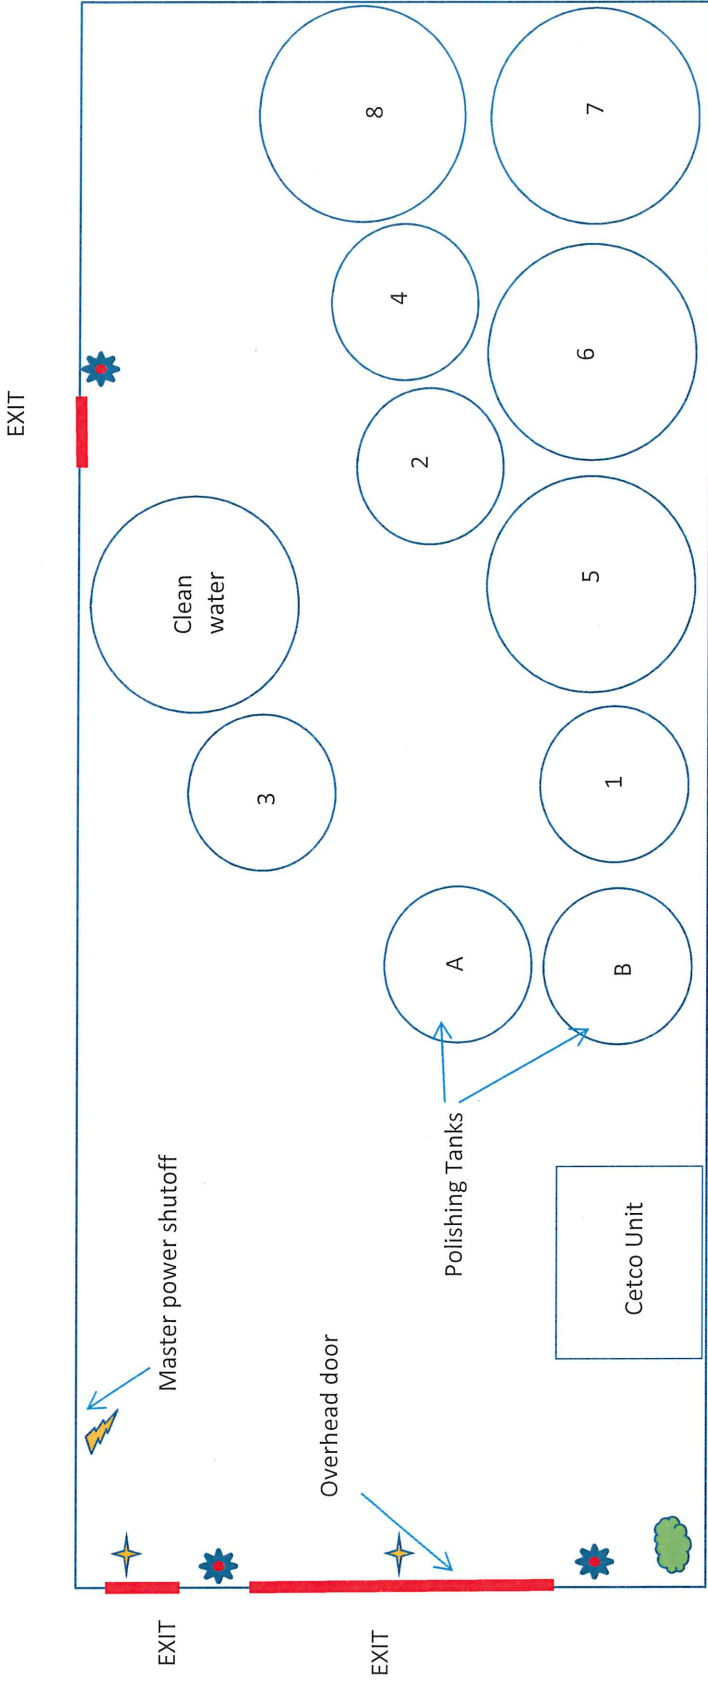 EXIT
Master power shutoff
EXIT
Overhead door
EXIT
Polishing Tanks
Cetco Unit
A
B
3
Clean
water
1
5
2
4
6
8
7